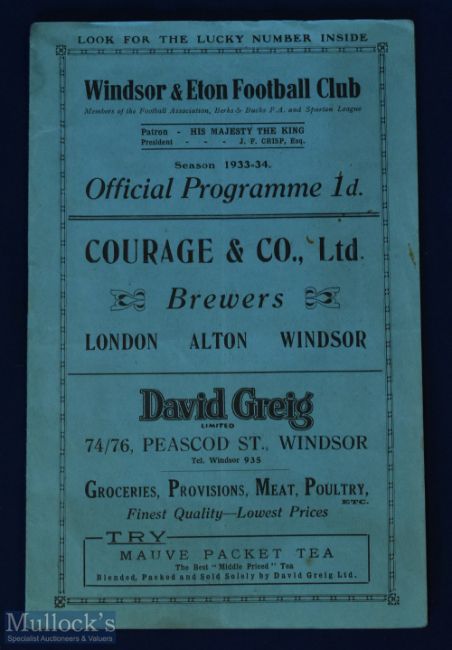 LOOK FOR THE LUCKY NUMBER INSIDE
Windsor & Eton Football Club
Members of the Football Association, Berks & Bucks F.A. and Spartan League
Patron - HIS MAJESTY THE KING
President - - - J. F. CRISP, Esq.
Season 1933-34.
Official Programme 1d.
COURAGE & CO., Ltd.
Brewers
LONDON ALTON WINDSOR
David Greig
LIMITED
74/76, PEASCOD ST., WINDSOR
Tel. Windsor 935
GROCERIES, PROVISIONS, MEAT, POULTRY,
ETC.
Finest Quality—Lowest Prices
TRY
MAUVE PACKET TEA
The Best "Middle Priced" Tea
Blended, Packed and Sold Solely by David Greig Ltd.
Mullock's
Specialist Auctioneers & Valuers